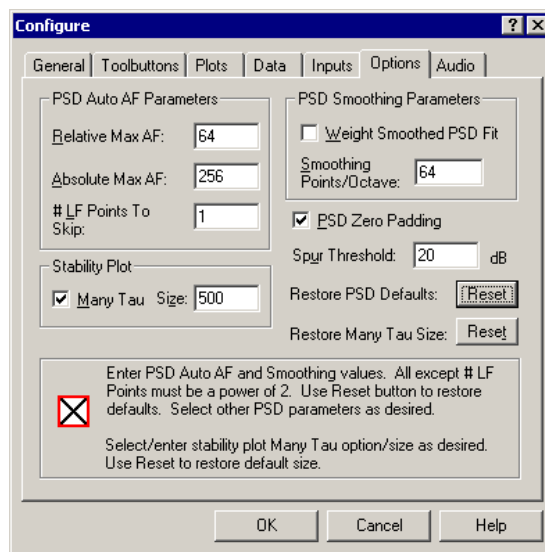 Configure
General Toolbuttons Plots Data Inputs Options Audio
PSD Auto AF Parameters
Relative Max AF: 64
Absolute Max AF: 256
# LF Points To
Skip: 1
Stability Plot
Many Tau Size: 500
PSD Smoothing Parameters
Weight Smoothed PSD Fit
Smoothing
Points/Octave: 64
PSD Zero Padding
Spur Threshold: 20 dB
Restore PSD Defaults: Reset
Restore Many Tau Size: Reset
Enter PSD Auto AF and Smoothing values. All except # LF
Points must be a power of 2. Use Reset button to restore
defaults. Select other PSD parameters as desired.
Select/enter stability plot Many Tau option/size as desired.
Use Reset to restore default size.
OK Cancel Help